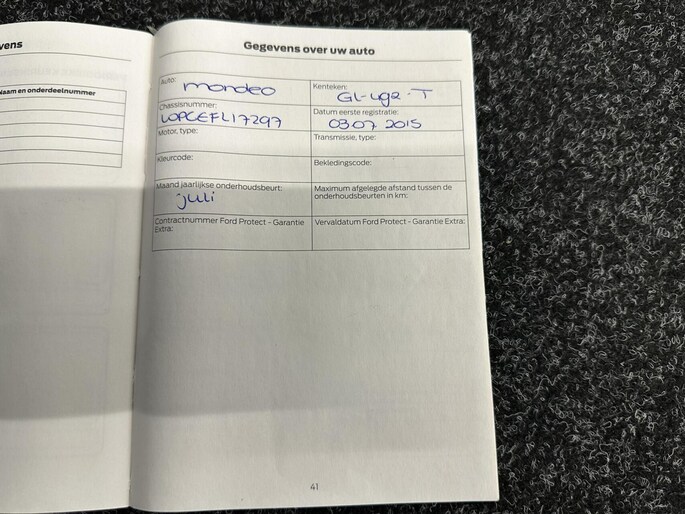 vens
Naam en onderdeelnummer
Gegevens over uw auto
Auto:
mondeo
Kenteken:
GL-492-T
Chassisnummer:
WOPCEFL17297
Datum eerste registratie:
03.07 2015
Motor, type:
Transmissie, type:
Kleurcode:
Bekledingscode:
Maand jaarlijkse onderhoudsbeurt:
juli
Maximum afgelegde afstand tussen de
onderhoudsbeurten in km:
Contractnummer Ford Protect - Garantie
Extra:
Vervaldatum Ford Protect - Garantie Extra:
41